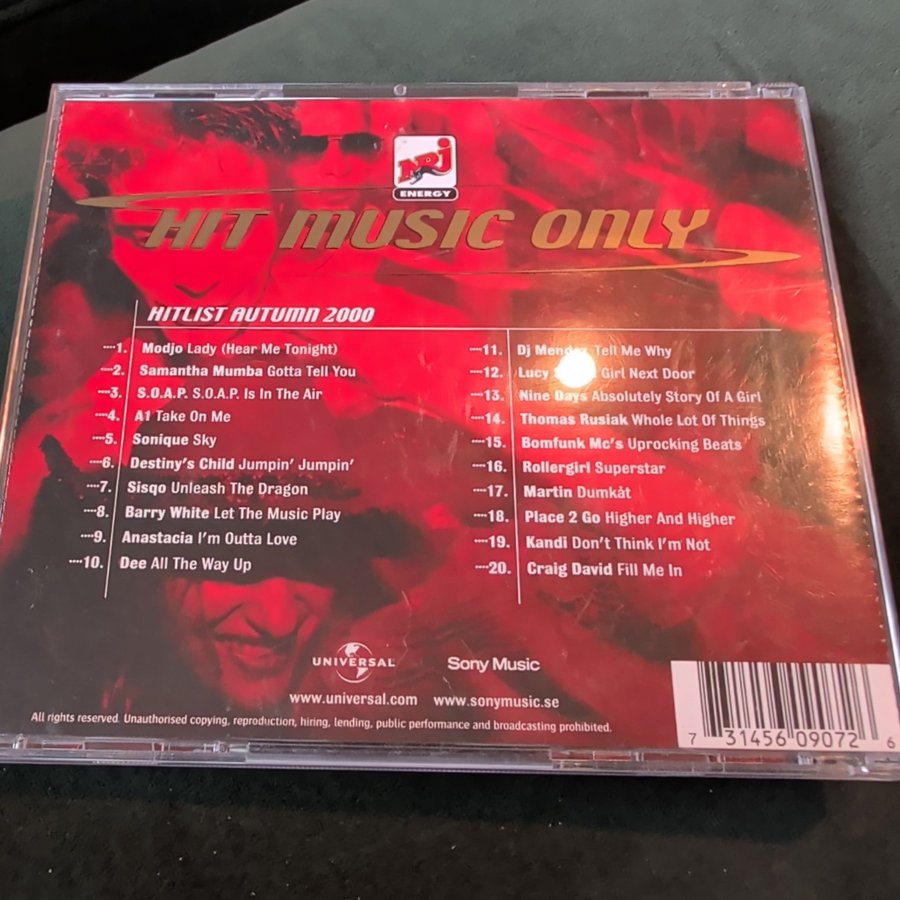 NRJ
ENERGY
HIT MUSIC ONLY
HITLIST AUTUMN 2000
1. Modjo Lady (Hear Me Tonight)
2. Samantha Mumba Gotta Tell You
3. S.O.A.P. S.O.A.P. Is In The Air
4. A1 Take On Me
5. Sonique Sky
6. Destiny's Child Jumpin' Jumpin'
7. Sisqo Unleash The Dragon
8. Barry White Let The Music Play
9. Anastacia I'm Outta Love
10. Dee All The Way Up
11. Dj Mendez Tell Me Why
12. Lucy Girl Next Door
13. Nine Days Absolutely Story Of A Girl
14. Thomas Rusiak Whole Lot Of Things
15. Bomfunk Mc's Uprocking Beats
16. Rollergirl Superstar
17. Martin Dumkåt
18. Place 2 Go Higher And Higher
19. Kandi Don't Think I'm Not
20. Craig David Fill Me In
UNIVERSAL
Sony Music
www.universal.com www.sonymusic.se
All rights reserved. Unauthorised copying, reproduction, hiring, lending, public performance and broadcasting prohibited.
7 31456 09072 6